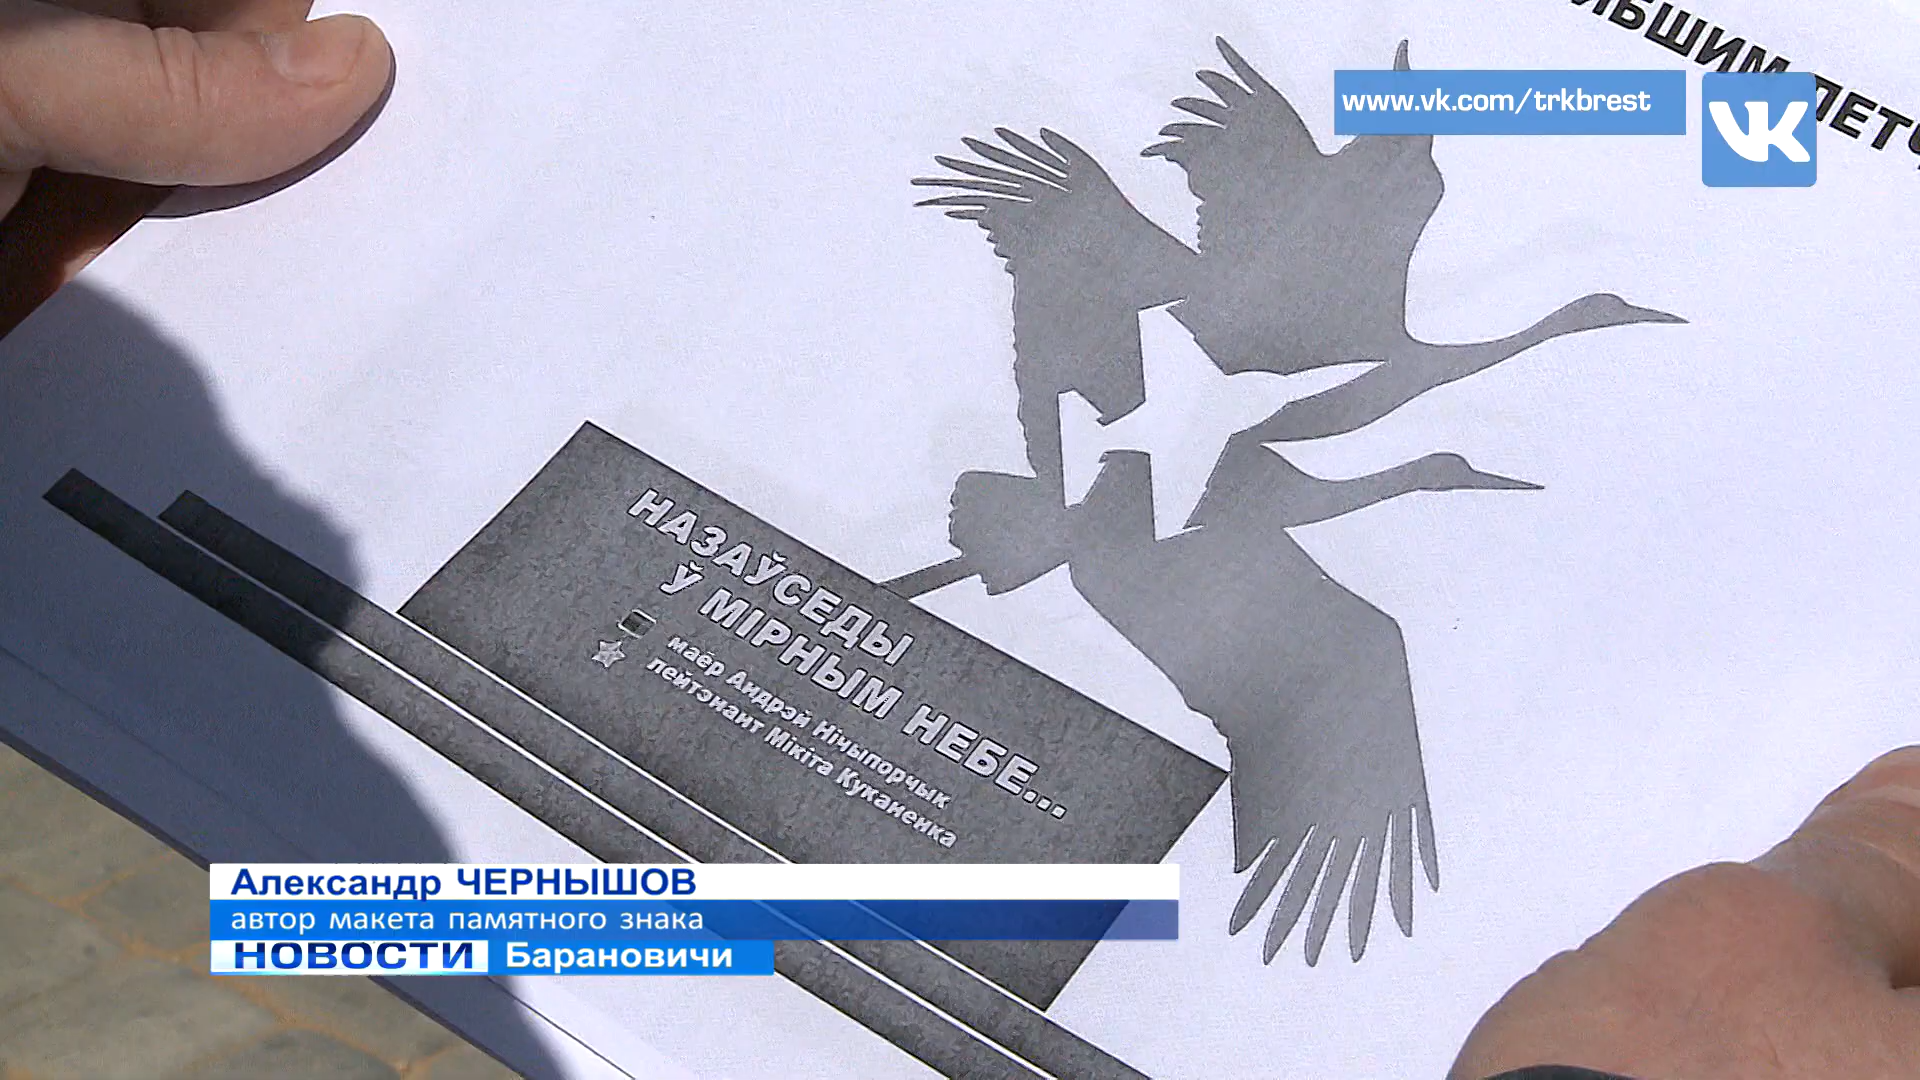 ИБШИМ ЛЕТЧ
www.vk.com/trkbrest
НАЗАЎСЕДЫ
Ў МІРНЫМ НЕБЕ...
маёр Андрэй Нічыпорчык
лейтэнант Мікіта Куканенка
Александр ЧЕРНЫШОВ
автор макета памятного знака
НОВОСТИ Барановичи